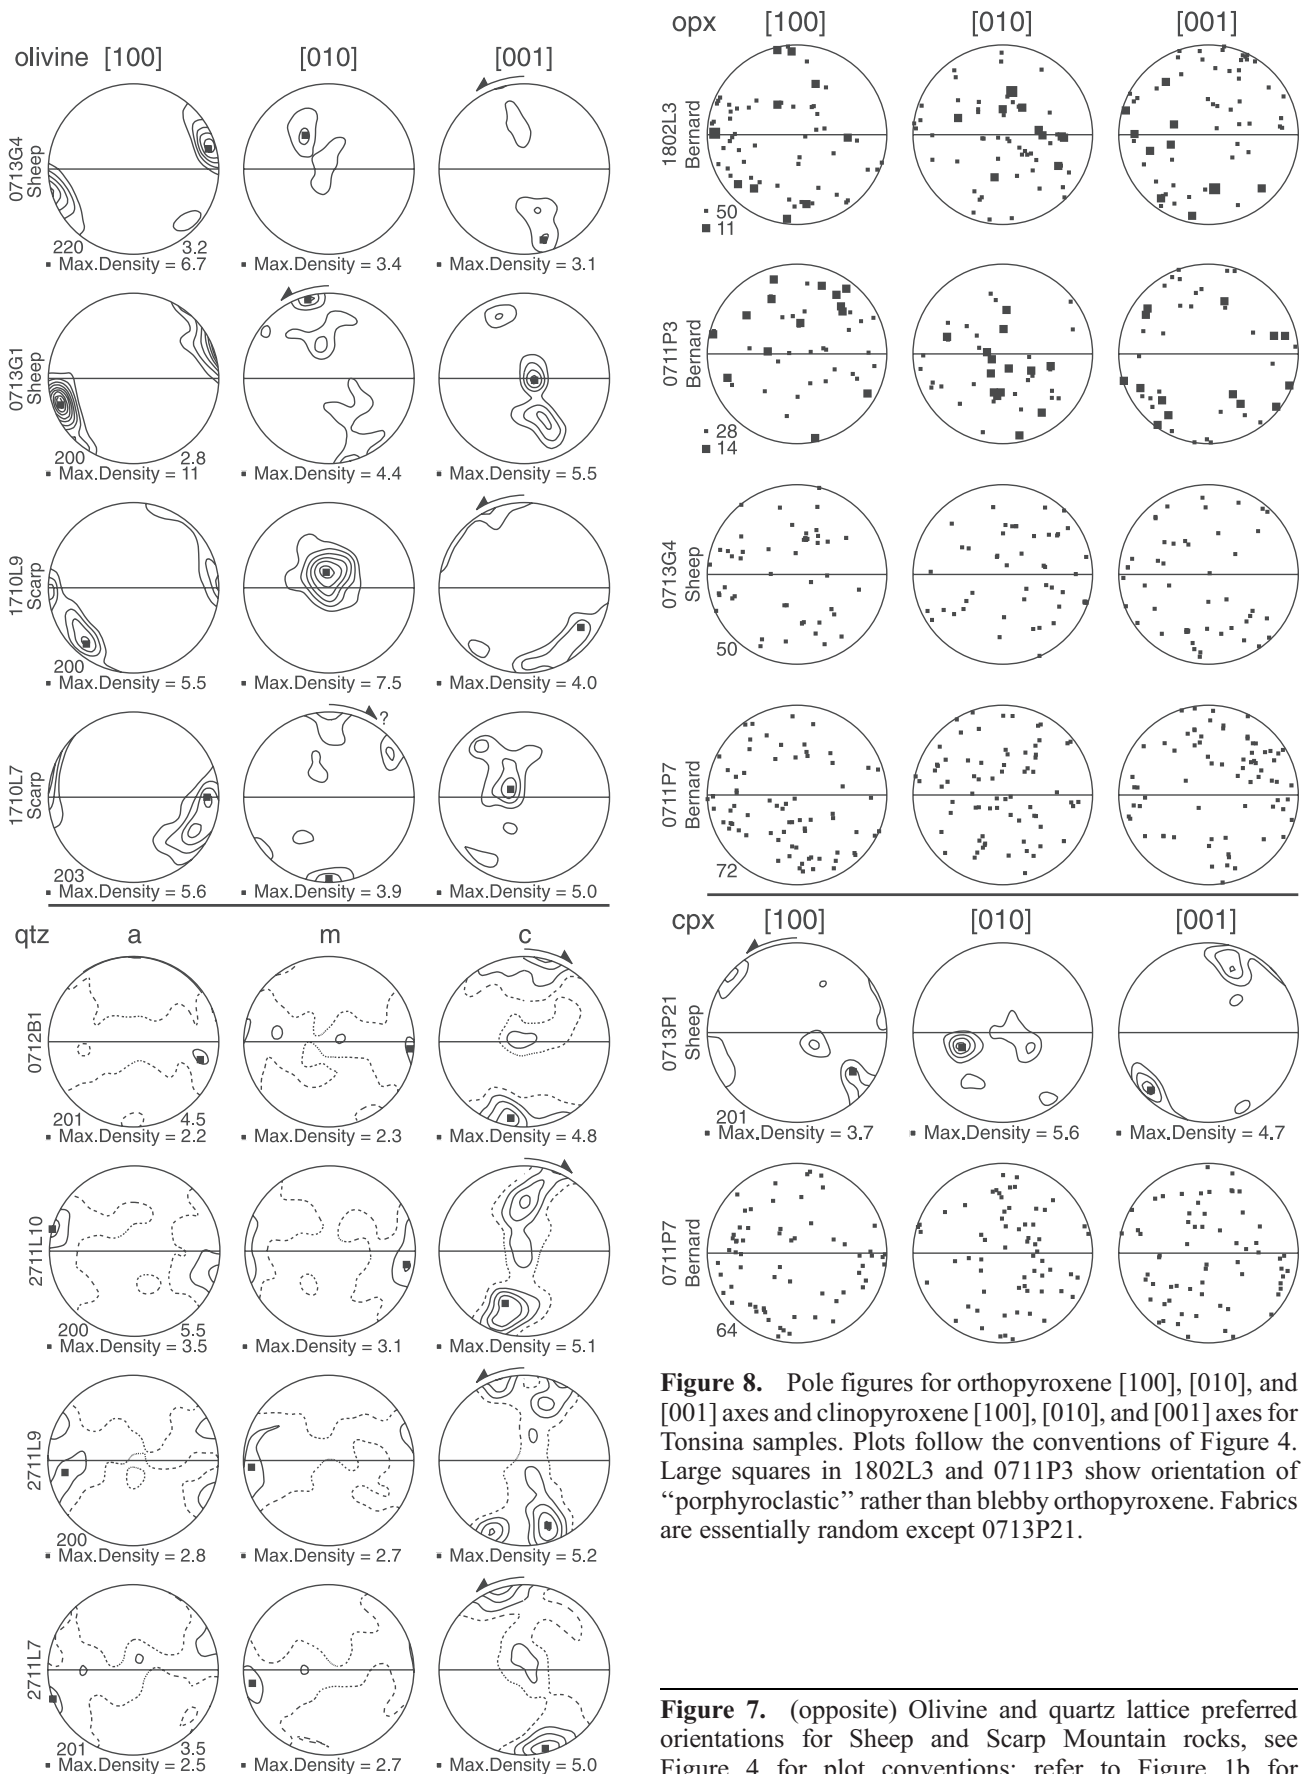 olivine [100] [010] [001]
0713G4
Sheep
220 3.2
Max.Density = 6.7 Max.Density = 3.4 Max.Density = 3.1
0713G1
Sheep
200 2.8
Max.Density = 11 Max.Density = 4.4 Max.Density = 5.5
1710L9
Scarp
200
Max.Density = 5.5 Max.Density = 7.5 Max.Density = 4.0
1710L7
Scarp
?
203
Max.Density = 5.6 Max.Density = 3.9 Max.Density = 5.0
qtz a m c
0712B1
201 4.5
Max.Density = 2.2 Max.Density = 2.3 Max.Density = 4.8
2711L10
200 5.5
Max.Density = 3.5 Max.Density = 3.1 Max.Density = 5.1
2711L9
200
Max.Density = 2.8 Max.Density = 2.7 Max.Density = 5.2
2711L7
201 3.5
Max.Density = 2.5 Max.Density = 2.7 Max.Density = 5.0
opx [100] [010] [001]
1802L3
Bernard
50
11
0711P3
Bernard
28
14
0713G4
Sheep
50
0711P7
Bernard
72
cpx [100] [010] [001]
0713P21
Sheep
201
Max.Density = 3.7 Max.Density = 5.6 Max.Density = 4.7
0711P7
Bernard
64
Figure 8. Pole figures for orthopyroxene [100], [010], and
[001] axes and clinopyroxene [100], [010], and [001] axes for
Tonsina samples. Plots follow the conventions of Figure 4.
Large squares in 1802L3 and 0711P3 show orientation of
‘‘porphyroclastic’’ rather than blebby orthopyroxene. Fabrics
are essentially random except 0713P21.
Figure 7. (opposite) Olivine and quartz lattice preferred
orientations for Sheep and Scarp Mountain rocks, see
Figure 4 for plot conventions; refer to Figure 1b for